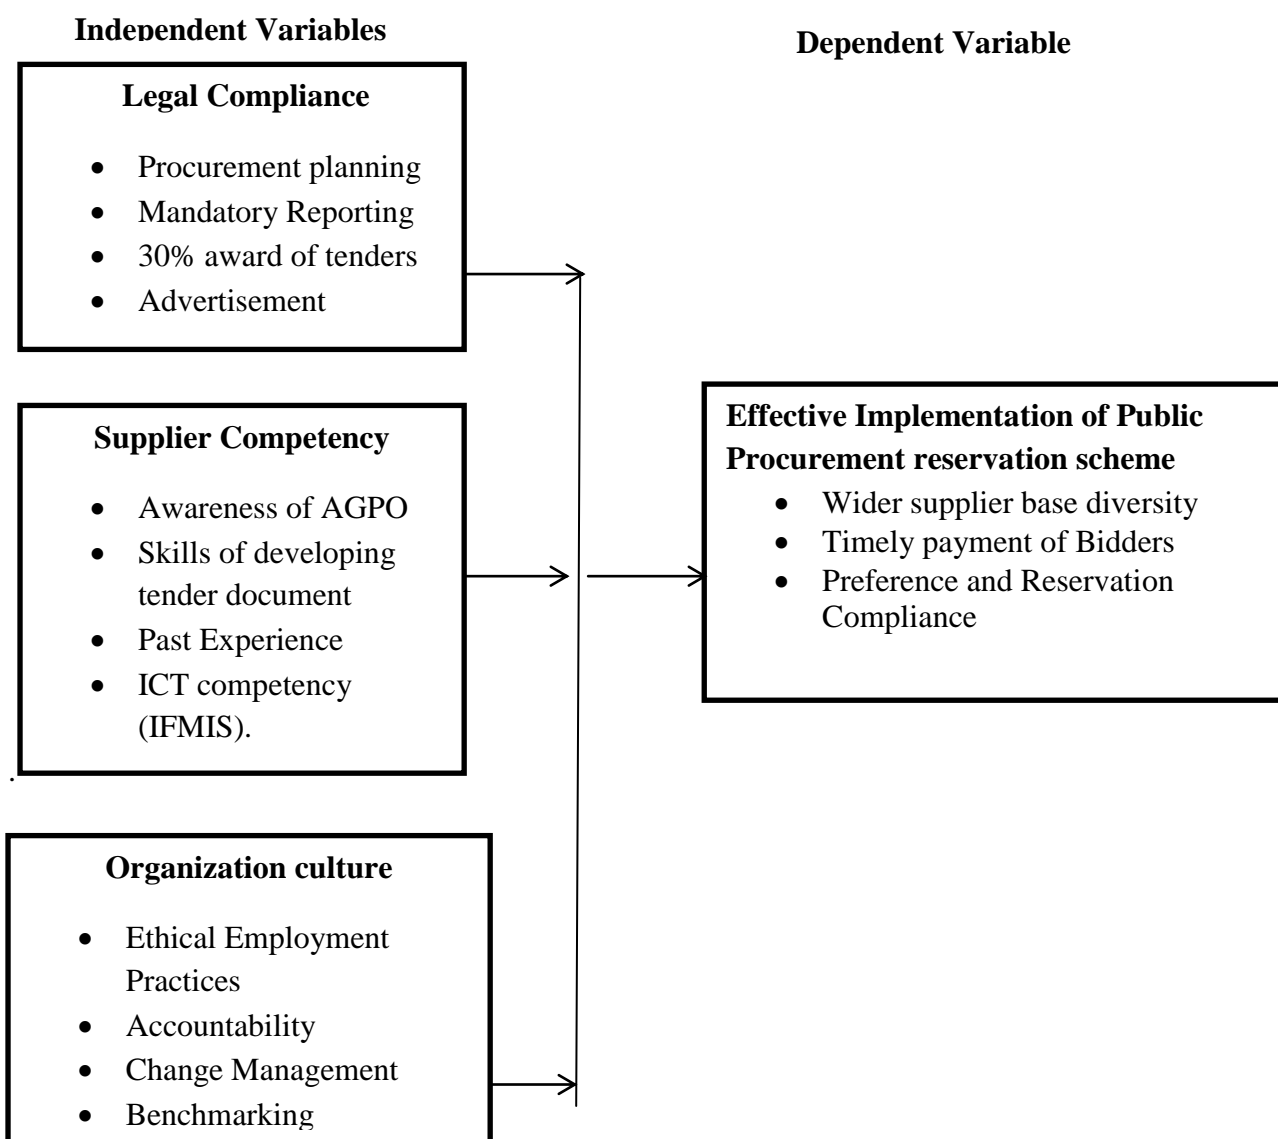 Independent Variables
Dependent Variable
Legal Compliance
• Procurement planning
• Mandatory Reporting
• 30% award of tenders
• Advertisement
Supplier Competency
• Awareness of AGPO
• Skills of developing
tender document
• Past Experience
• ICT competency
(IFMIS).
.
Effective Implementation of Public
Procurement reservation scheme
• Wider supplier base diversity
• Timely payment of Bidders
• Preference and Reservation
Compliance
Organization culture
• Ethical Employment
Practices
• Accountability
• Change Management
• Benchmarking